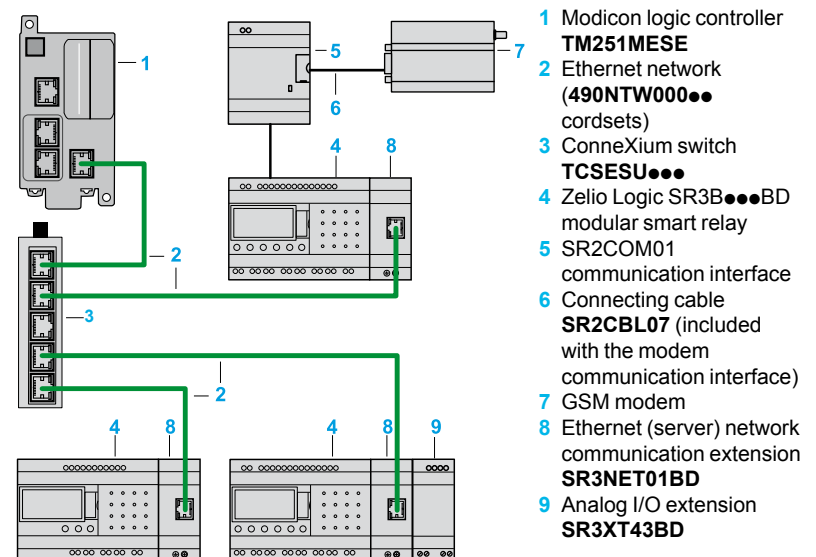 1
5
7
6
4
8
2
3
2
4
8
4
8
9
1 Modicon logic controller
TM251MESE
2 Ethernet network
(490NTW000●●
cordsets)
3 ConneXium switch
TCSESU●●●
4 Zelio Logic SR3B●●●BD
modular smart relay
5 SR2COM01
communication interface
6 Connecting cable
SR2CBL07 (included
with the modem
communication interface)
7 GSM modem
8 Ethernet (server) network
communication extension
SR3NET01BD
9 Analog I/O extension
SR3XT43BD